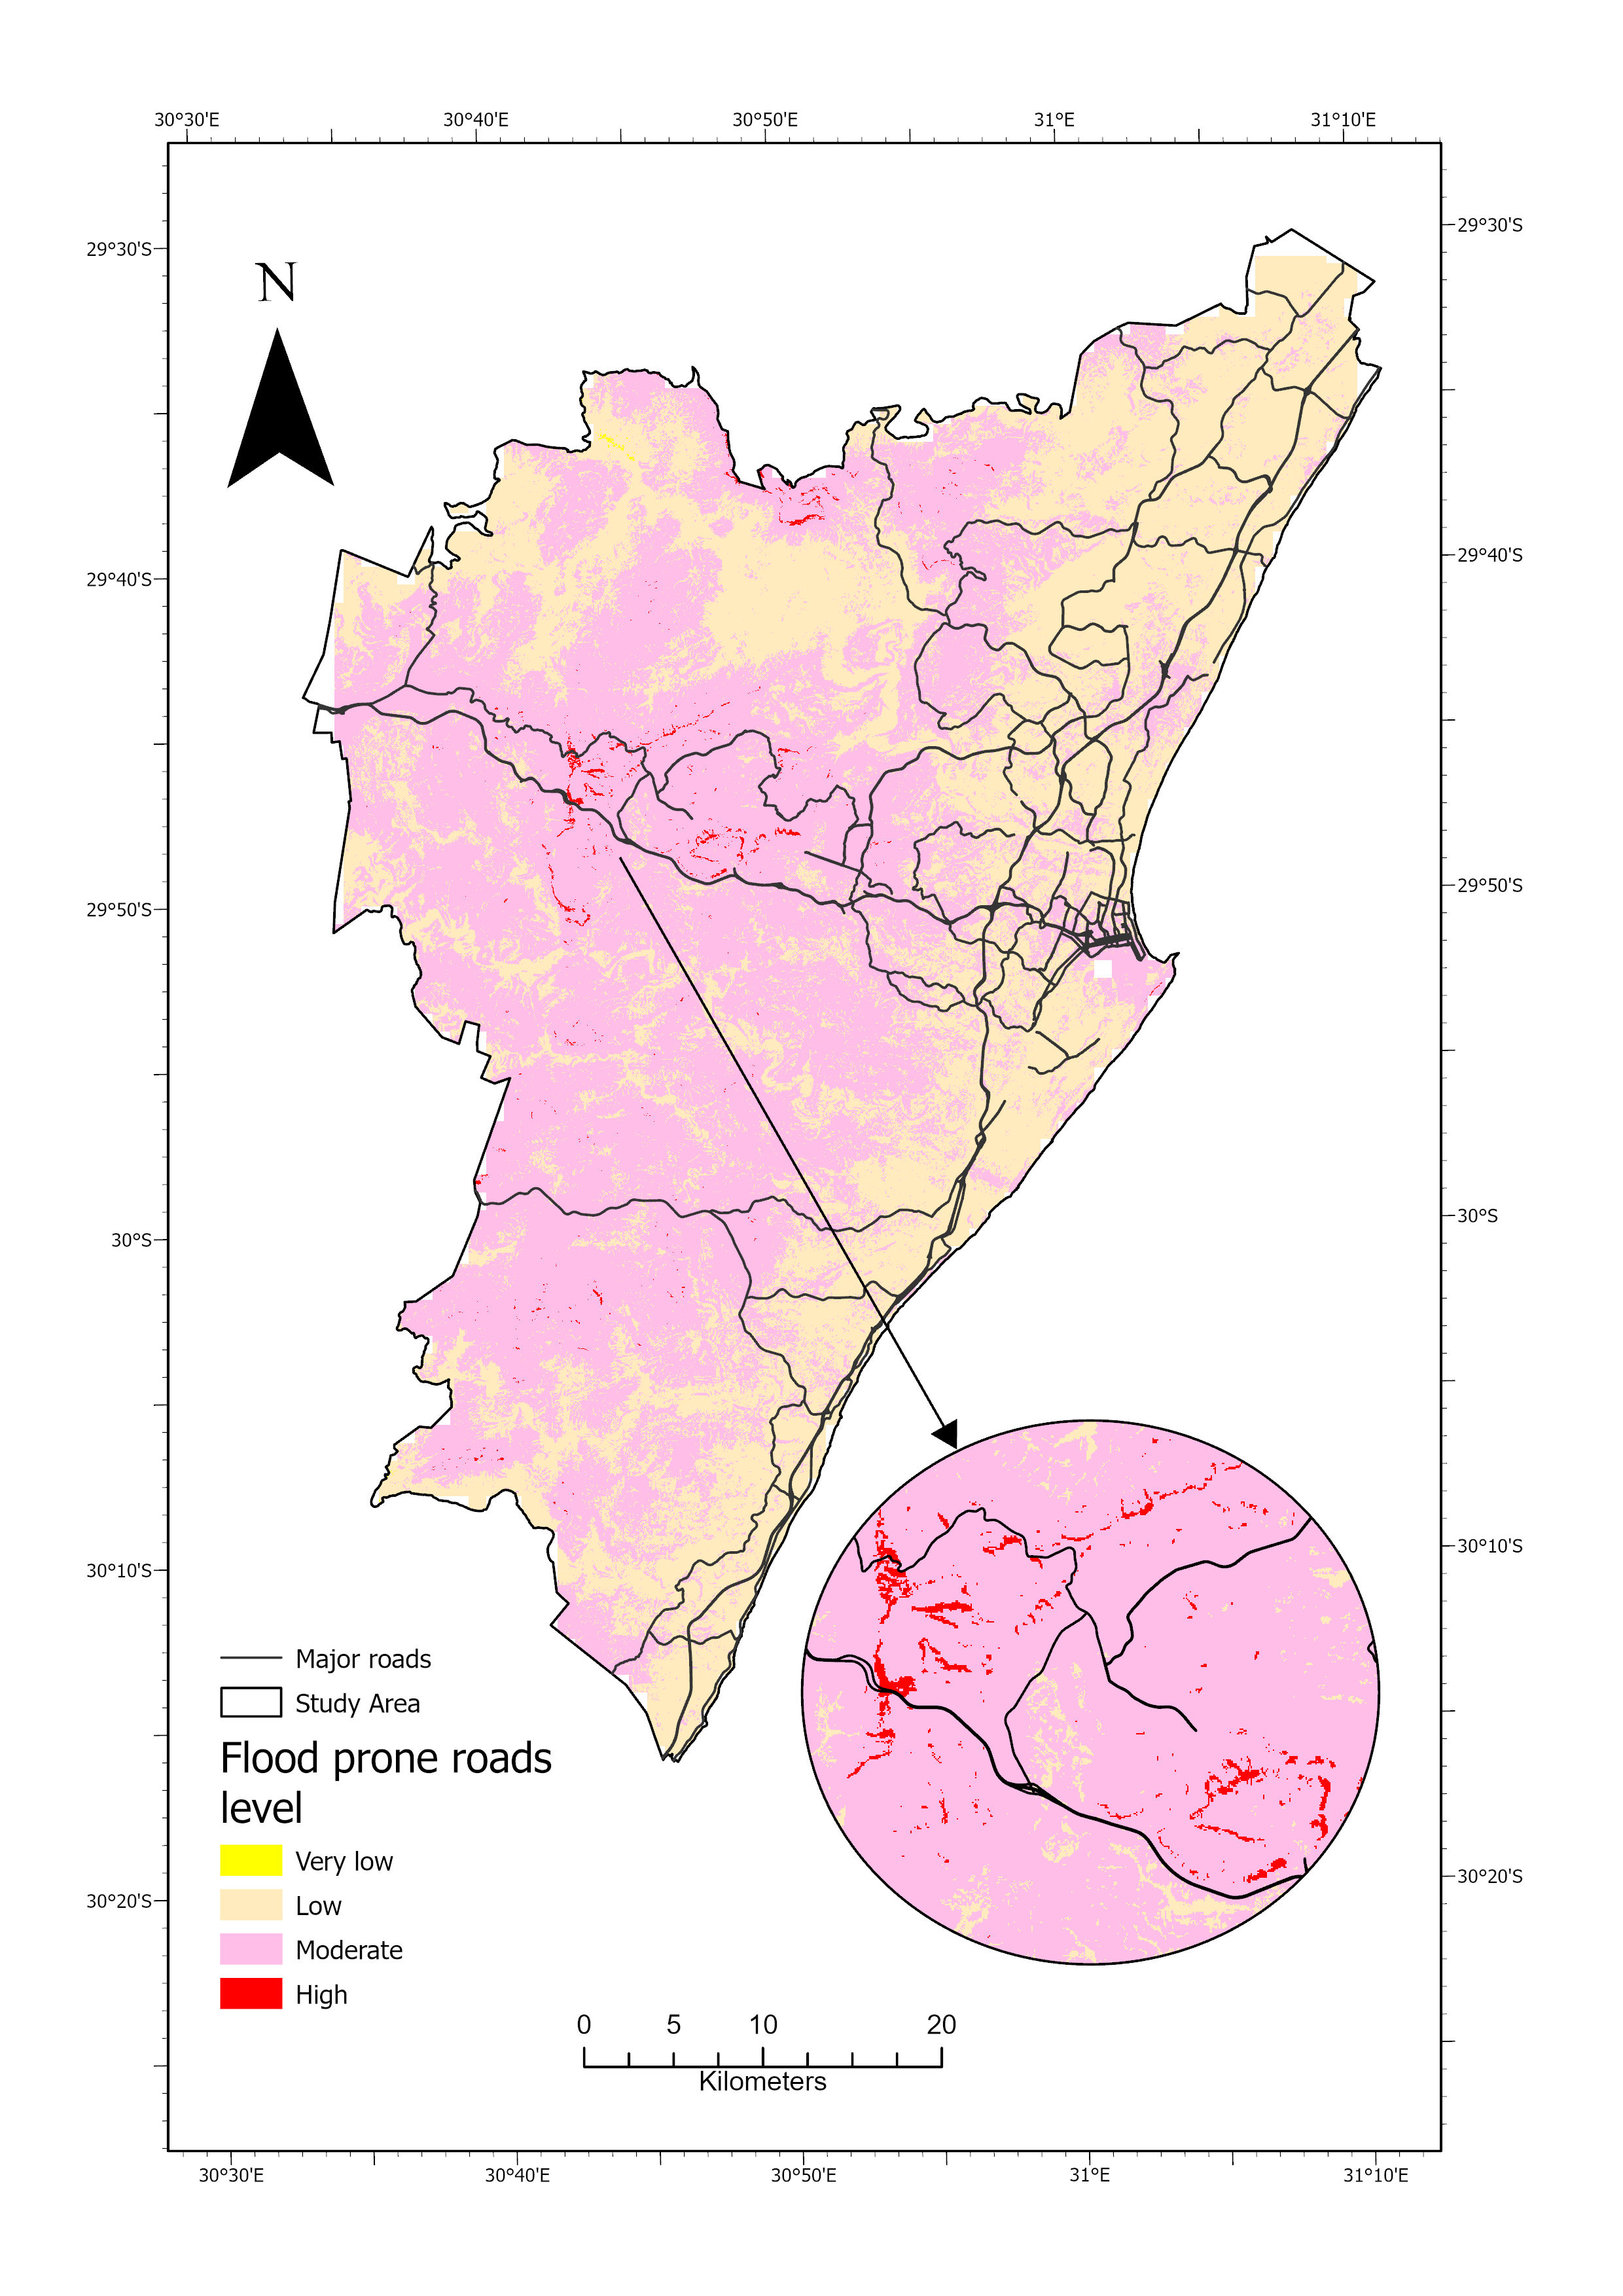 30°30'E 30°40'E 30°50'E 31°E 31°10'E
29°30'S 29°30'S
N
29°40'S 29°40'S
29°50'S 29°50'S
30°S 30°S
30°10'S 30°10'S
Major roads
Study Area
Flood prone roads
level
Very low
30°20'S 30°20'S
Low
Moderate
High
0 5 10 20
Kilometers
30°30'E 30°40'E 30°50'E 31°E 31°10'E